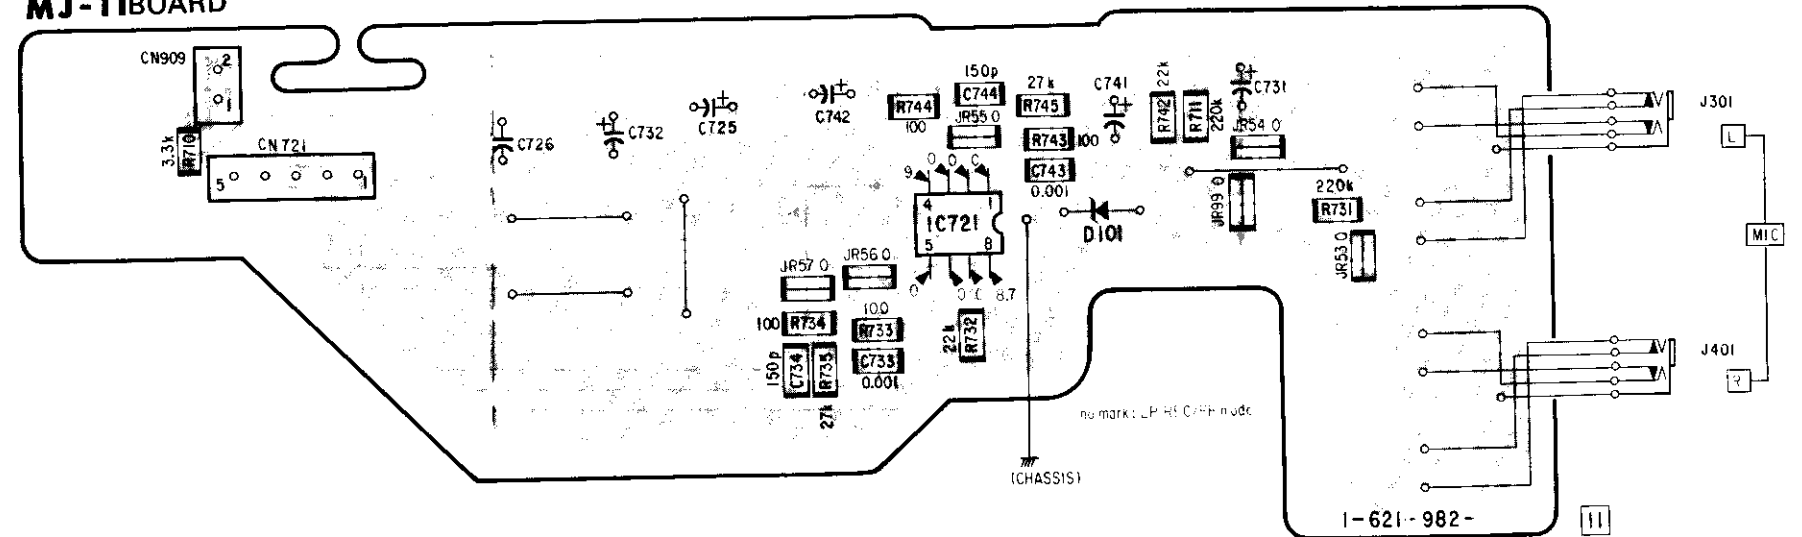 MJ-11 BOARD
CN909
2
1
3.3k
R710
CN721
5
1
C726
C732
C725
C742
R744
100
150p
C744
JR55 0
27k
R745
R743
100
C743
0.001
C741
22k
R742
R711
220k
C731
JR54 0
JR99 0
220k
R731
JR53 0
9
0
0
4
1
IC721
5
8
0
0
8.7
D101
JR57 0
JR56 0
100
R734
100
R733
150p
C734
R735
27k
C733
0.001
22k
R732
(CHASSIS)
no mark :
mode
J301
L
MIC
R
J401
1-621-982-
11